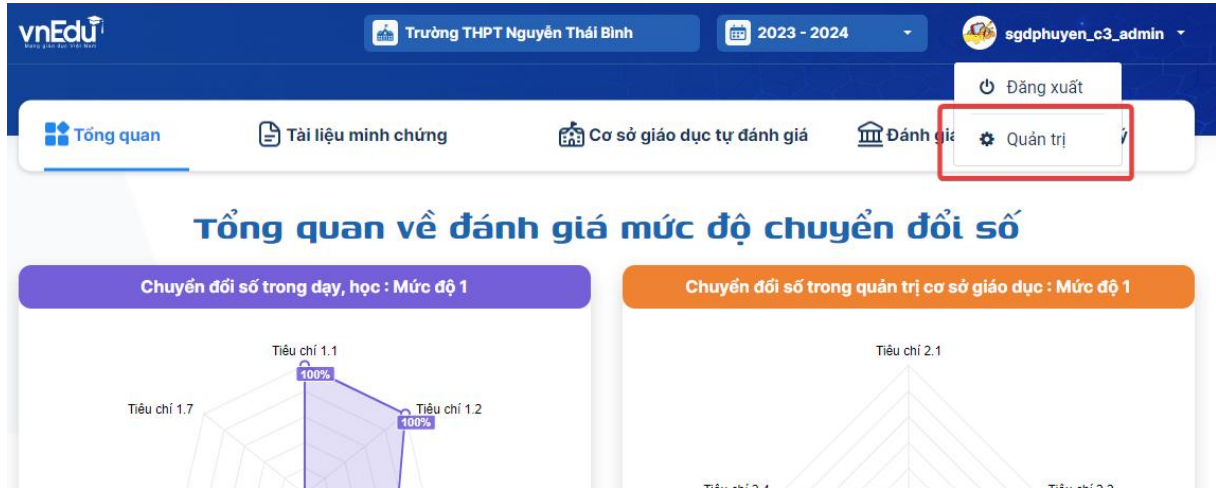 vnEdu
Mạng giáo dục Việt Nam
Trường THPT Nguyễn Thái Bình
2023 - 2024
sgdphuyen_c3_admin
Đăng xuất
Tổng quan
Tài liệu minh chứng
Cơ sở giáo dục tự đánh giá
Đánh giá
Quản trị
Tổng quan về đánh giá mức độ chuyển đổi số
Chuyển đổi số trong dạy, học : Mức độ 1
Chuyển đổi số trong quản trị cơ sở giáo dục : Mức độ 1
Tiêu chí 1.1
Tiêu chí 2.1
100%
Tiêu chí 1.7
Tiêu chí 1.2
100%